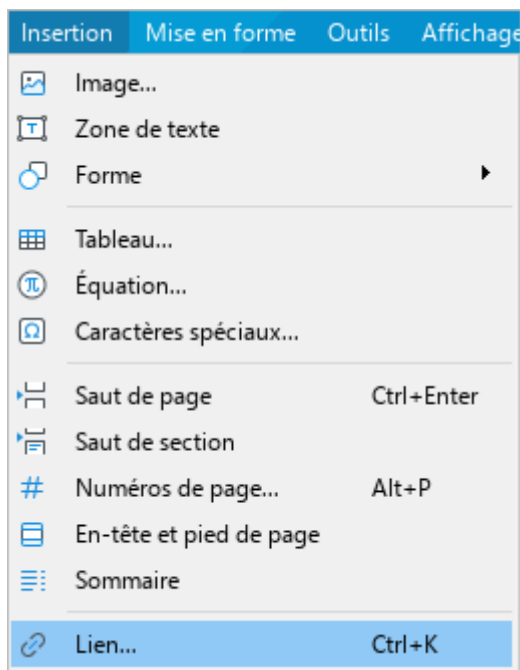 Insertion Mise en forme Outils Affichage
Image...
Zone de texte
Forme
Tableau...
Équation...
Caractères spéciaux...
Saut de page Ctrl+Enter
Saut de section
Numéros de page... Alt+P
En-tête et pied de page
Sommaire
Lien... Ctrl+K